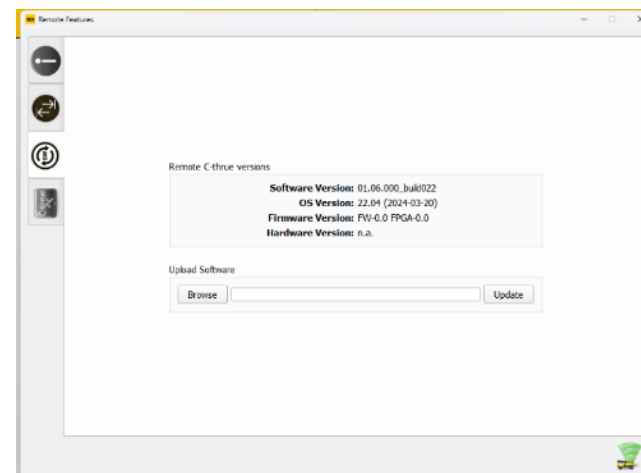 Remote Features
Remote C-thrue versions
Software Version: 01.06.000_build022
OS Version: 22.04 (2024-03-20)
Firmware Version: FW-0.0 FPGA-0.0
Hardware Version: n.a.
Upload Software
Browse
Update